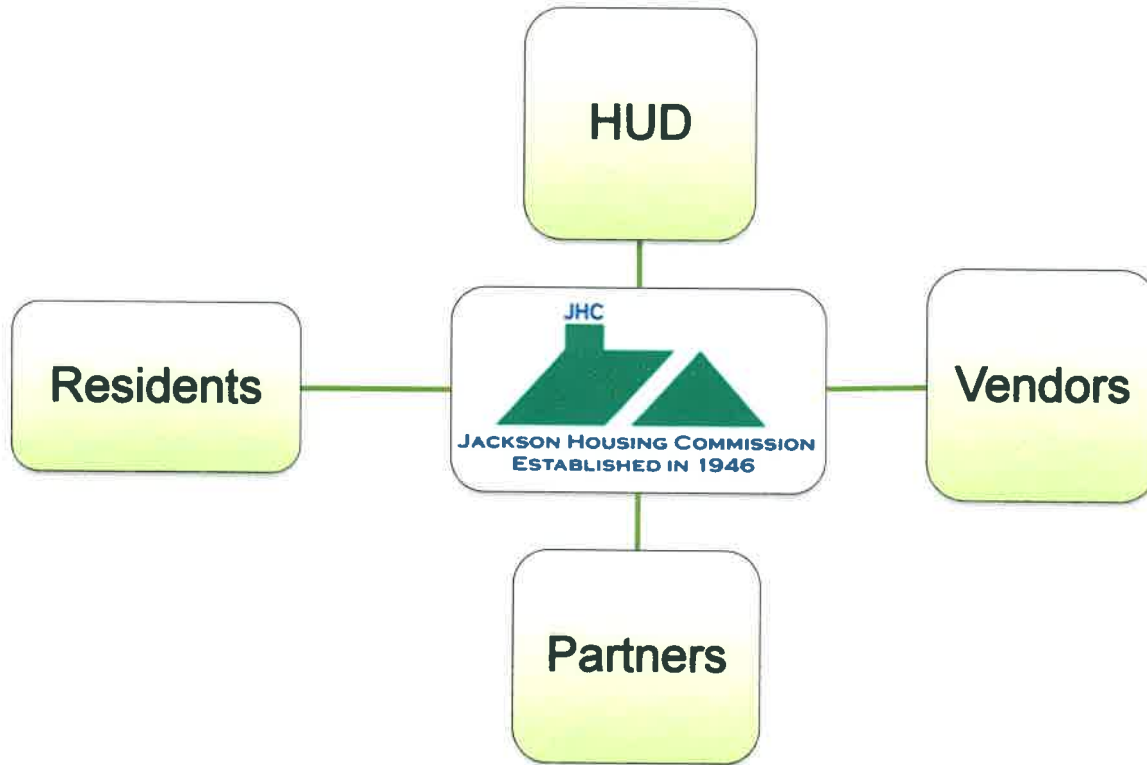 HUD
JHC
Residents
JACKSON HOUSING COMMISSION
ESTABLISHED IN 1946
Vendors
Partners